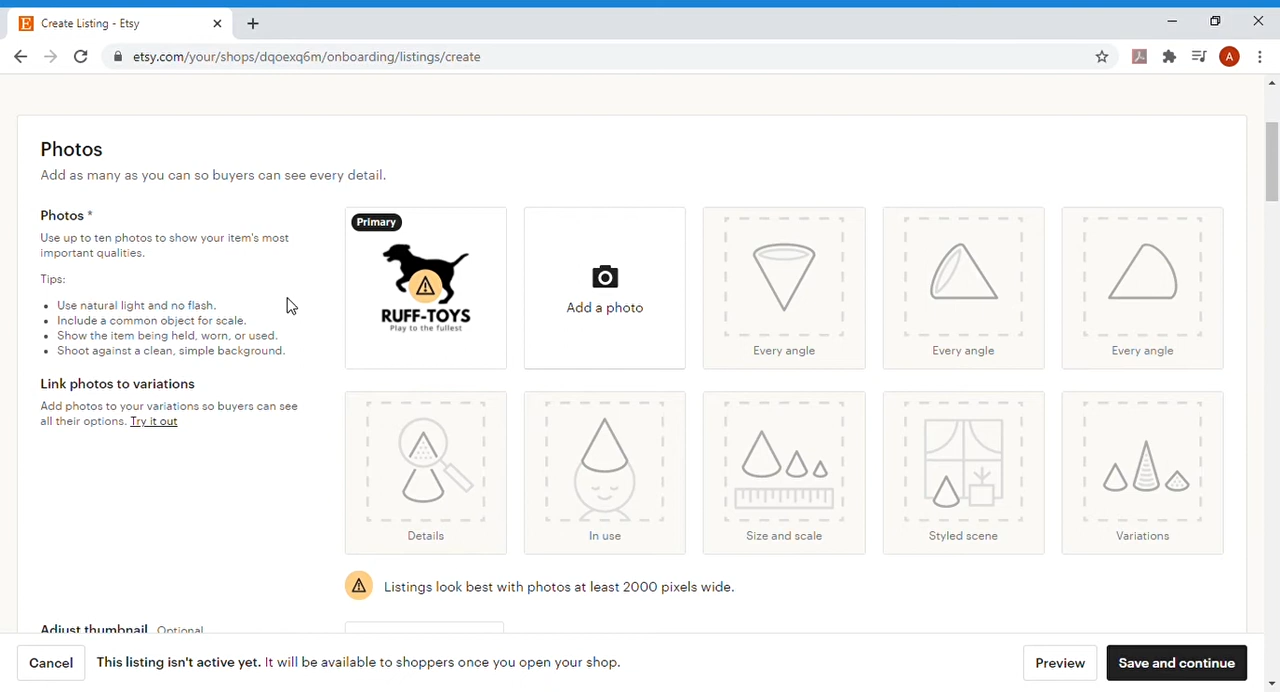 Create Listing - Etsy
etsy.com/your/shops/dqoexq6m/onboarding/listings/create
A
Photos
Add as many as you can so buyers can see every detail.
Photos *
Use up to ten photos to show your item's most
important qualities.
Tips:
Use natural light and no flash.
Include a common object for scale.
Show the item being held, worn, or used.
Shoot against a clean, simple background.
Link photos to variations
Add photos to your variations so buyers can see
all their options. Try it out
Primary
RUFF-TOYS
Play to the fullest
Add a photo
Every angle
Every angle
Every angle
Details
In use
Size and scale
Styled scene
Variations
Listings look best with photos at least 2000 pixels wide.
Adjust thumbnail Optional
Cancel
This listing isn't active yet. It will be available to shoppers once you open your shop.
Preview
Save and continue